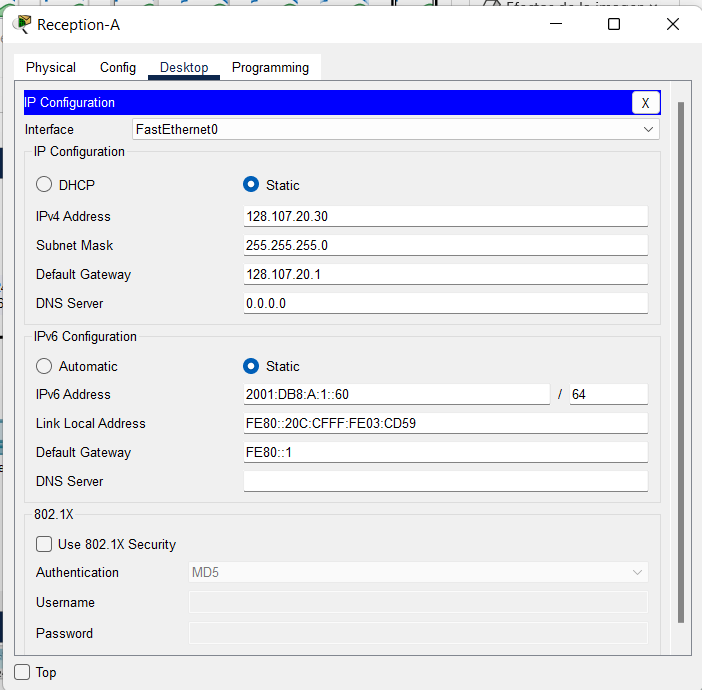 Reception-A
Physical Config Desktop Programming
IP Configuration X
Interface FastEthernet0
IP Configuration
DHCP Static
IPv4 Address 128.107.20.30
Subnet Mask 255.255.255.0
Default Gateway 128.107.20.1
DNS Server 0.0.0.0
IPv6 Configuration
Automatic Static
IPv6 Address 2001:DB8:A:1::60 / 64
Link Local Address FE80::20C:CFFF:FE03:CD59
Default Gateway FE80::1
DNS Server
802.1X
Use 802.1X Security
Authentication MD5
Username
Password
Top